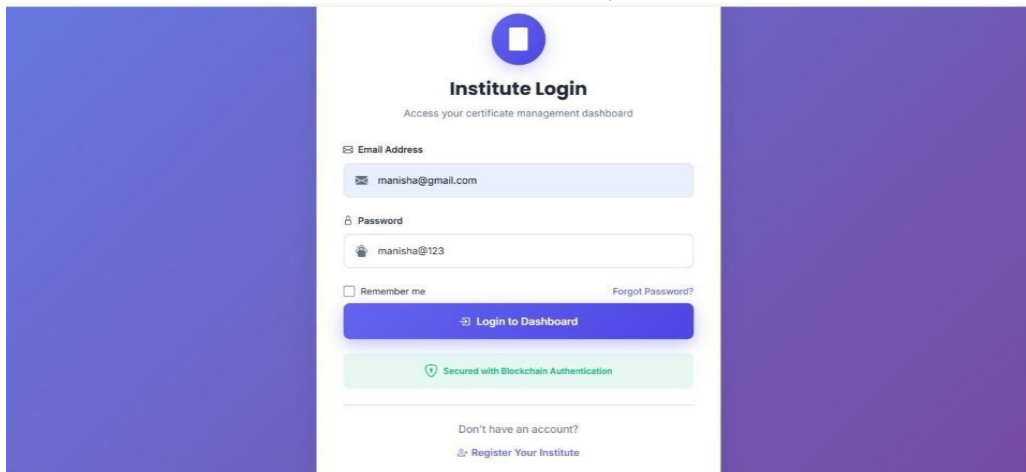 Institute Login
Access your certificate management dashboard
Email Address
manisha@gmail.com
Password
manisha@123
Remember me Forgot Password?
Login to Dashboard
Secured with Blockchain Authentication
Don't have an account?
Register Your Institute